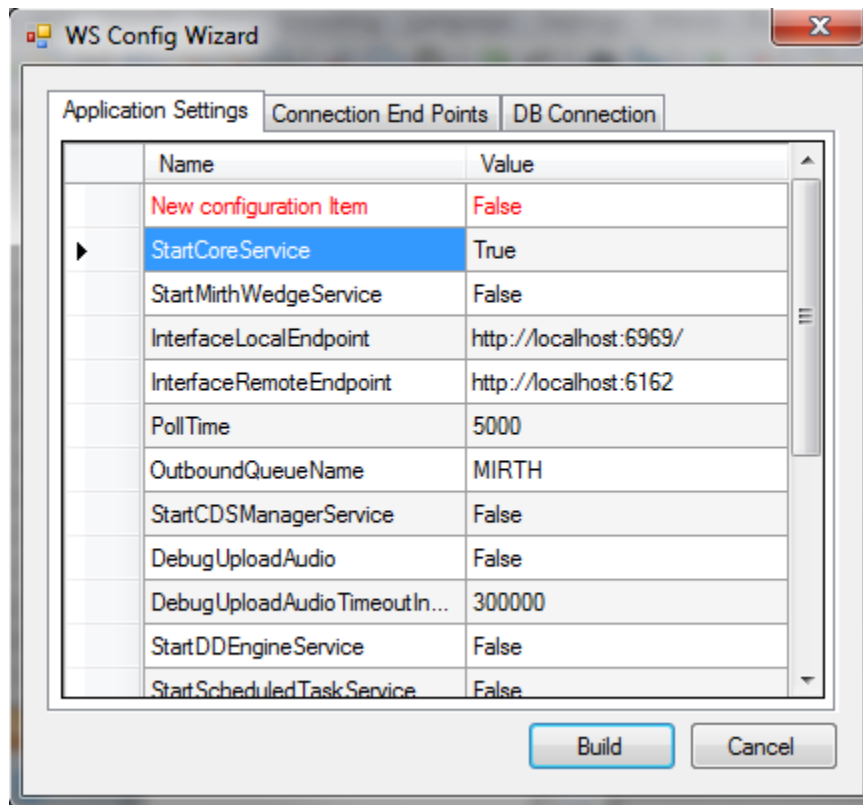 WS Config Wizard
Application Settings Connection End Points DB Connection
Name Value
New configuration Item False
StartCoreService True
StartMirthWedgeService False
InterfaceLocalEndpoint http://localhost:6969/
InterfaceRemoteEndpoint http://localhost:6162
PollTime 5000
OutboundQueueName MIRTH
StartCDSManagerService False
DebugUploadAudio False
DebugUploadAudioTimeoutIn... 300000
StartDDEngineService False
StartScheduledTaskService False
Build Cancel